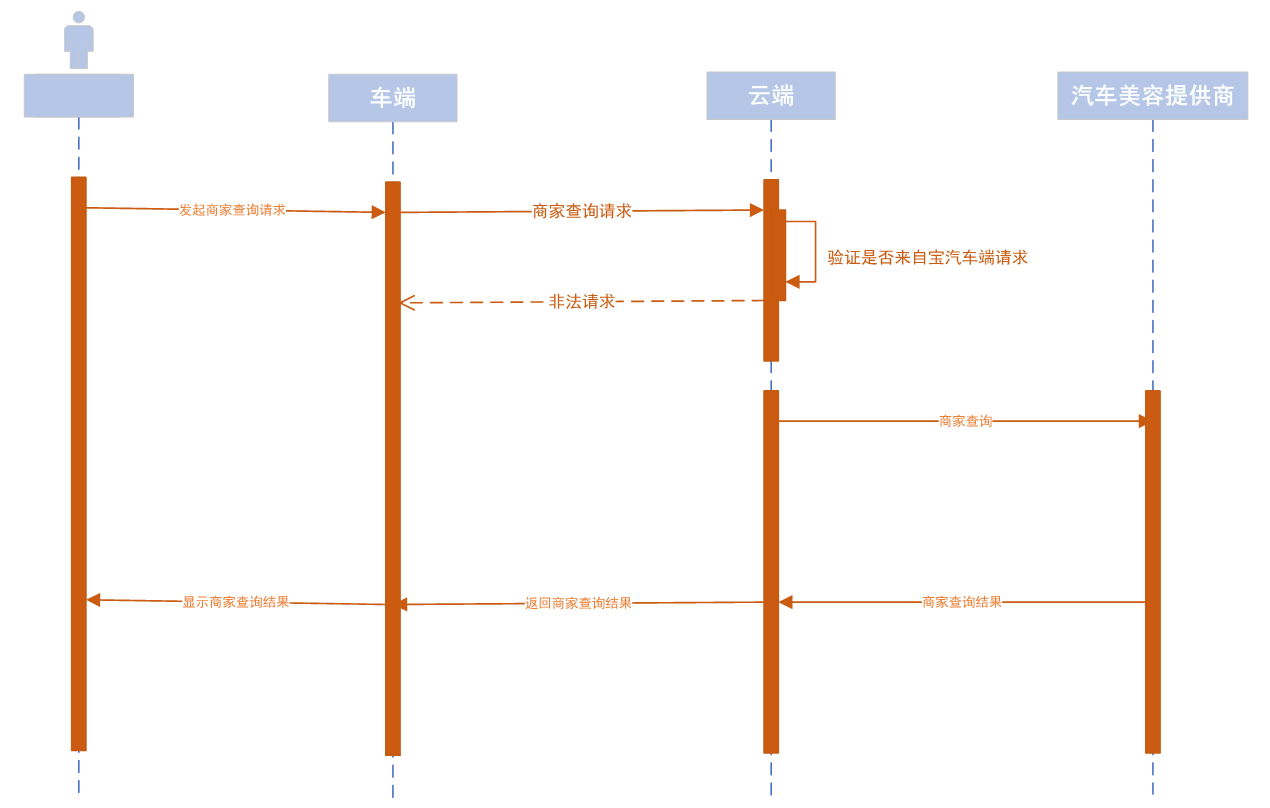 车端
云端
汽车美容提供商
发起商家查询请求
商家查询请求
验证是否来自宝汽车端请求
非法请求
商家查询
显示商家查询结果
返回商家查询结果
商家查询结果